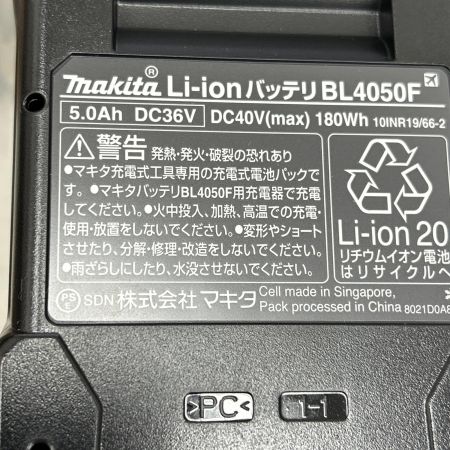 makita® Li-ion バッテリ BL4050F
5.0Ah DC36V DC40V(max) 180Wh 10INR19/66-2
警告 発熱・発火・破裂の恐れあり
●マキタ充電式工具専用の充電式電池パックで
す。●マキタバッテリBL4050F用充電器で充電
してください。●火中投入、加熱、高温での充電・
使用・放置をしないでください。●変形やショート
させたり、分解・修理・改造をしないでください。
●雨ざらしにしたり、水没させないでください。
Li-ion 20
リチウムイオン電池
はリサイクルへ
PS SDN 株式会社 マキタ
Cell made in Singapore,
Pack processed in China 8021D0A8
>PC< 1-1